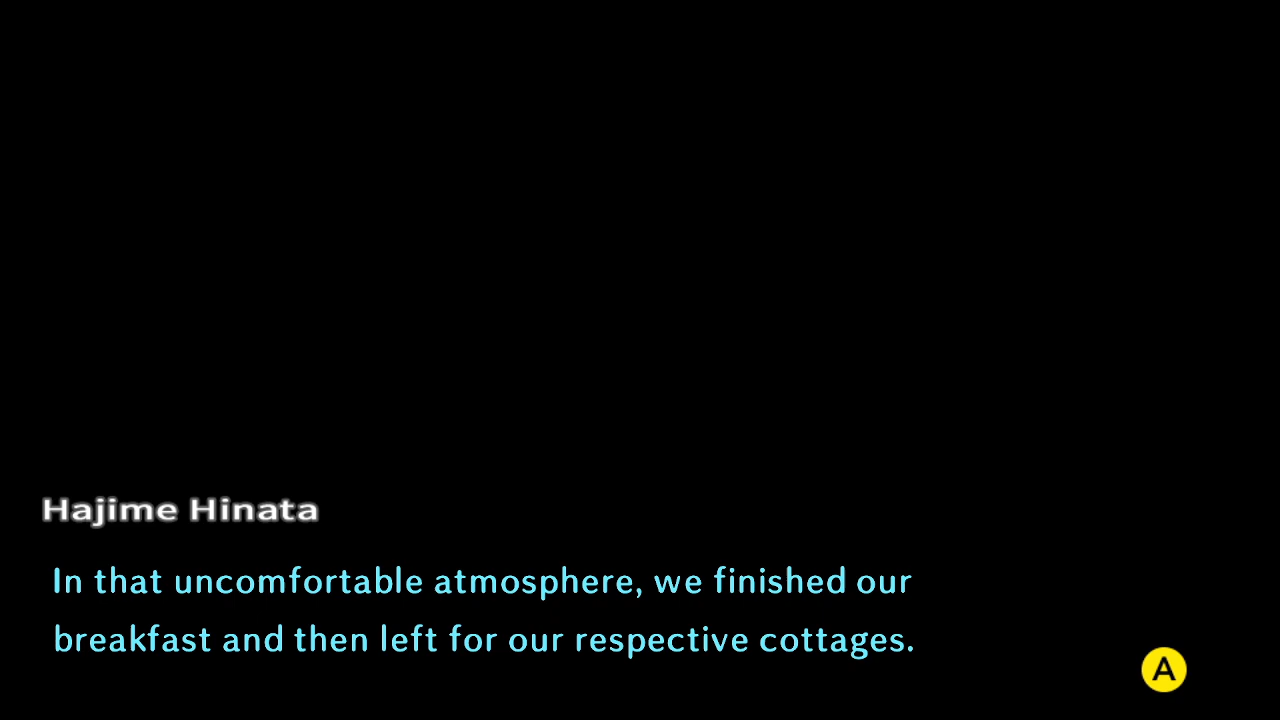 Hajime Hinata
In that uncomfortable atmosphere, we finished our
breakfast and then left for our respective cottages.
A